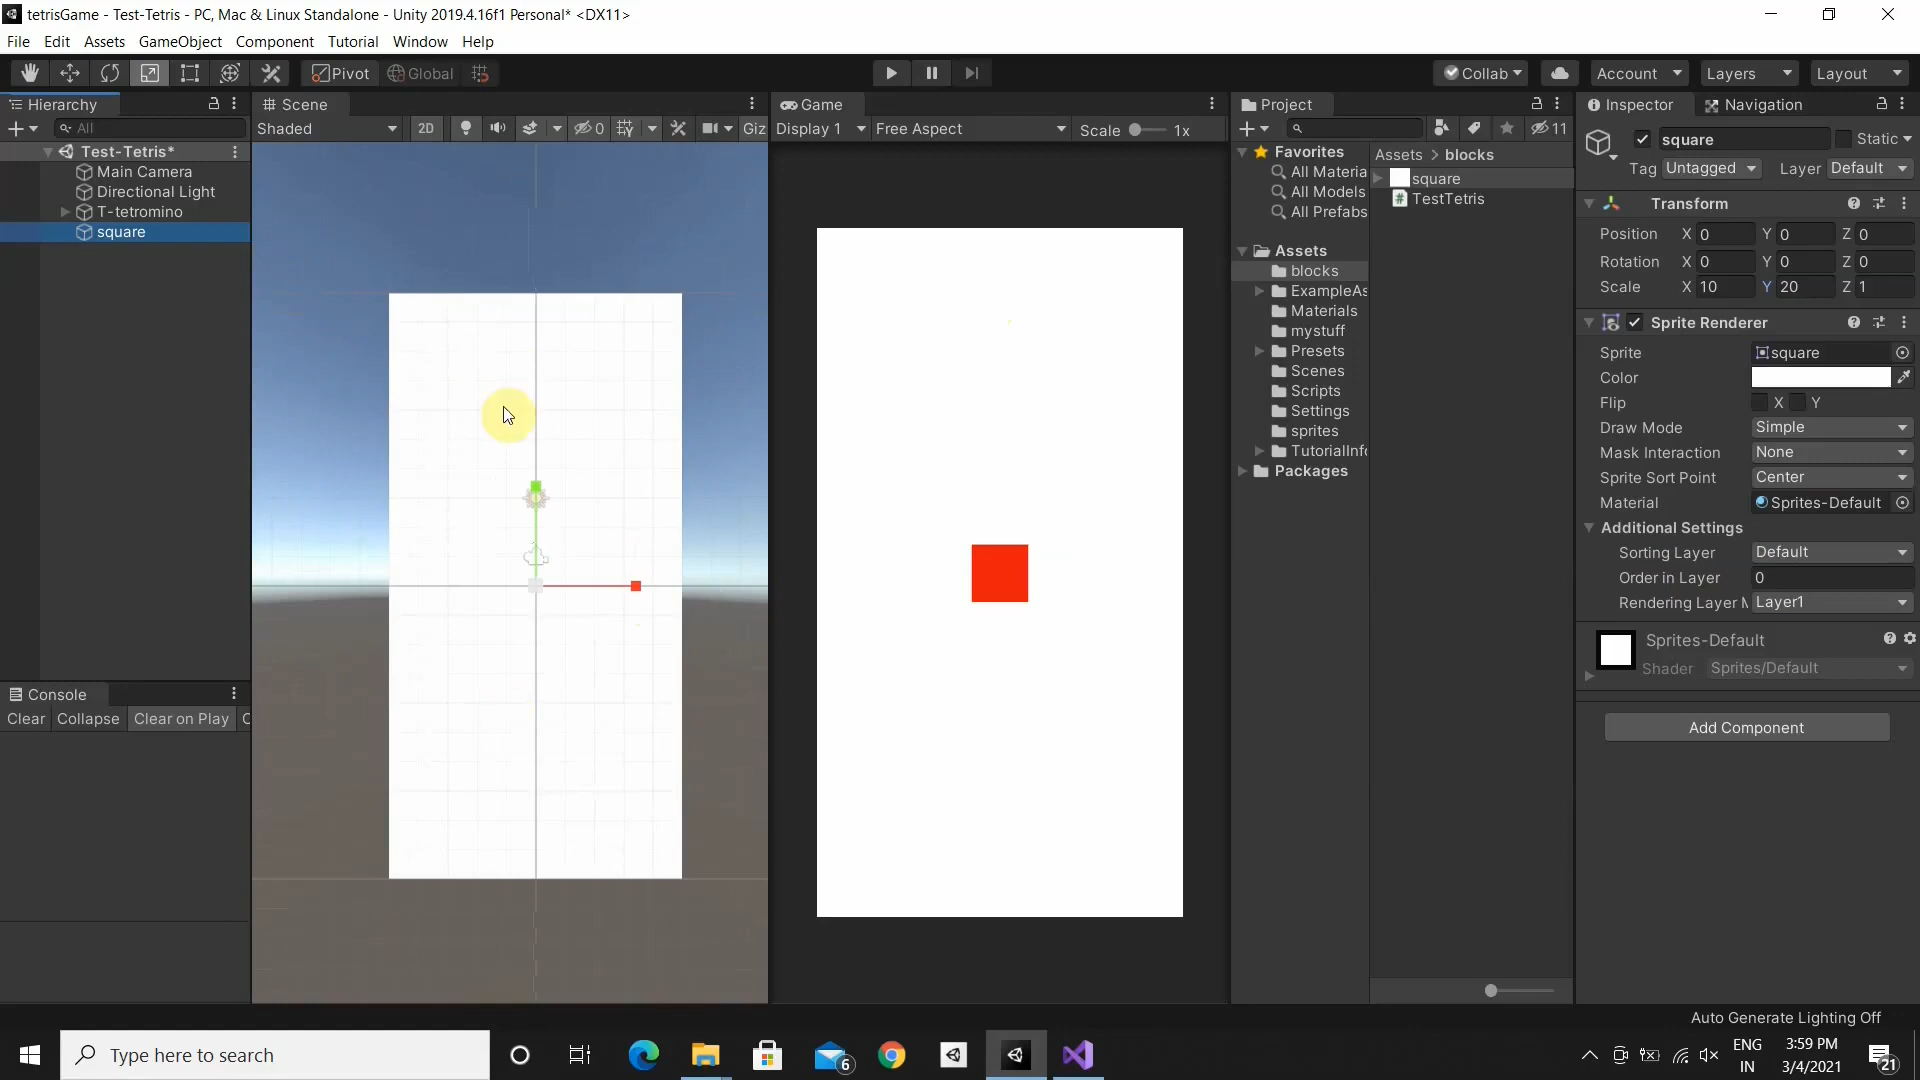 tetrisGame - Test-Tetris - PC, Mac & Linux Standalone - Unity 2019.4.16f1 Personal* <DX11>
File Edit Assets GameObject Component Tutorial Window Help
Pivot Global Collab Account Layers Layout
Hierarchy
All
Test-Tetris*
Main Camera
Directional Light
T-tetromino
square
Console
Clear Collapse Clear on Play C
Scene
Shaded 2D 0 Giz
Game
Display 1 Free Aspect Scale 1x
Project
11
Favorites
All Materia
All Models
All Prefabs
Assets
blocks
ExampleAs
Materials
mystuff
Presets
Scenes
Scripts
Settings
sprites
TutorialInfo
Packages
Assets > blocks
square
TestTetris
Inspector Navigation
square Static
Tag Untagged Layer Default
Transform
Position X 0 Y 0 Z 0
Rotation X 0 Y 0 Z 0
Scale X 10 Y 20 Z 1
Sprite Renderer
Sprite square
Color
Flip X Y
Draw Mode Simple
Mask Interaction None
Sprite Sort Point Center
Material Sprites-Default
Additional Settings
Sorting Layer Default
Order in Layer 0
Rendering Layer M Layer1
Sprites-Default
Shader Sprites/Default
Add Component
Auto Generate Lighting Off
Type here to search
6
ENG
IN
3:59 PM
3/4/2021
21